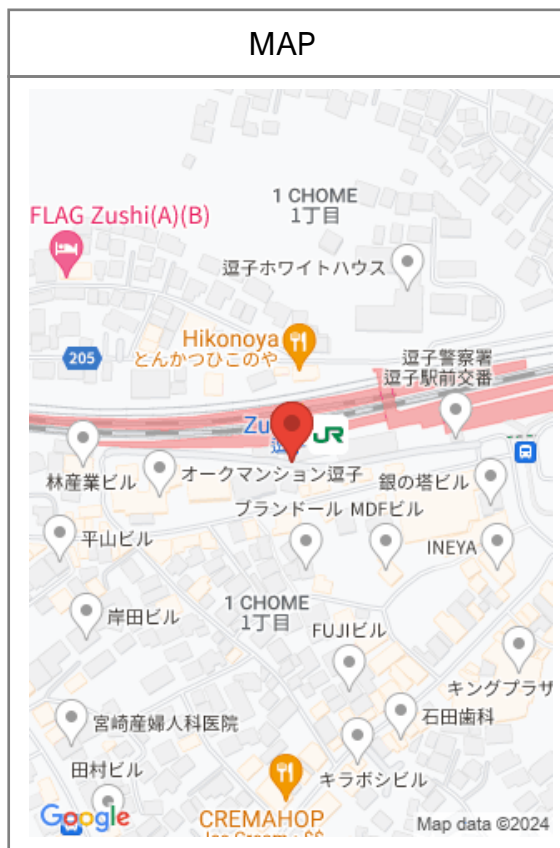 MAP
1 CHOME
1丁目
FLAG Zushi(A)(B)
逗子ホワイトハウス
Hikonoya
とんかつひこのや
205
逗子警察署
逗子駅前交番
Zu
JR
林産業ビル
オークマンション逗子
銀の塔ビル
ブランドール
MDFビル
平山ビル
INEYA
1 CHOME
1丁目
岸田ビル
FUJIビル
キングプラザ
宮崎産婦人科医院
石田歯科
田村ビル
キラボシビル
Google
CREMAHOP
Ice Cream · $$
Map data ©2024